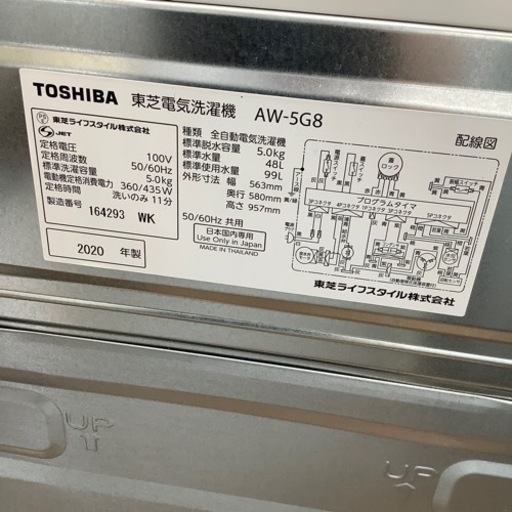 TOSHIBA 東芝電気洗濯機 AW-5G8
東芝ライフスタイル株式会社
JET
定格電圧 100V
定格周波数 50/60Hz
標準洗濯容量 5.0kg
電動機定格消費電力 360/435W
定格時間 洗いのみ 11分
製造番号 164293 WK
2020 年製
種類 全自動電気洗濯機
標準脱水容量 5.0kg
標準水量 48L
標準使用水量 99L
外形寸法 幅 563mm
奥行 580mm
高さ 957mm
50/60Hz 共用
日本国内専用
Use Only in Japan
MADE IN THAILAND
配線図
蓋ロック
プログラムタイマ
東芝ライフスタイル株式会社
UP
UP